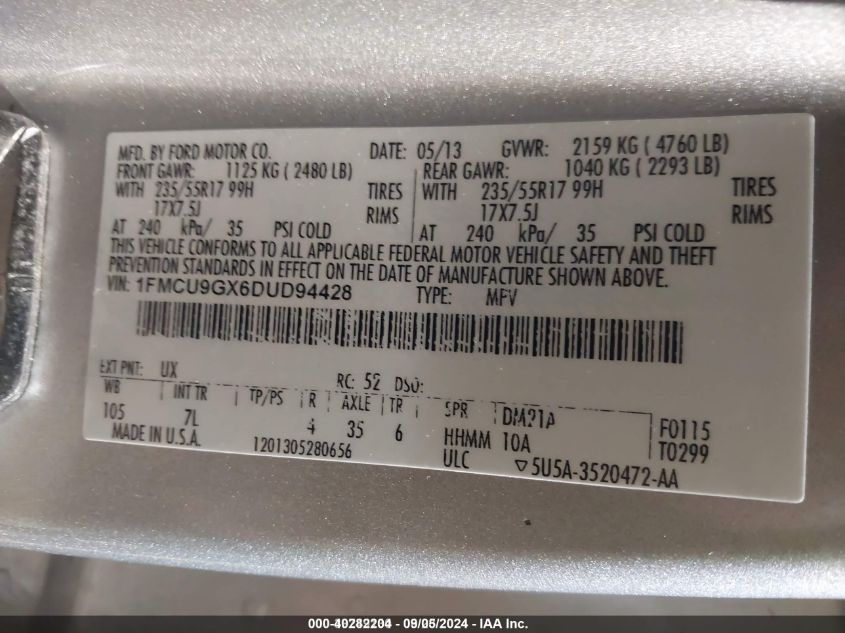 MFD. BY FORD MOTOR CO. DATE: 05/13 GVWR: 2159 KG ( 4760 LB)
FRONT GAWR: 1125 KG ( 2480 LB) REAR GAWR: 1040 KG ( 2293 LB)
WITH 235/55R17 99H TIRES WITH 235/55R17 99H TIRES
17X7.5J RIMS 17X7.5J RIMS
AT 240 kPa/ 35 PSI COLD AT 240 kPa/ 35 PSI COLD
THIS VEHICLE CONFORMS TO ALL APPLICABLE FEDERAL MOTOR VEHICLE SAFETY AND THEFT
PREVENTION STANDARDS IN EFFECT ON THE DATE OF MANUFACTURE SHOWN ABOVE.
VIN: 1FMCU9GX6DUD94428 TYPE: MPV
EXT PNT: UX RC: 52 DSO:
WB INT TR TP/PS R AXLE TR SPR DM21A F0115
105 7L 4 35 6 HHMM 10A T0299
MADE IN U.S.A. 1201305280656 ULC ▽5U5A-3520472-AA
000-40282204 - 09/06/2024 - IAA Inc.